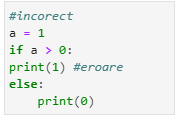 #incorect
a = 1
if a > 0:
print(1) #eroare
else:
    print(0)